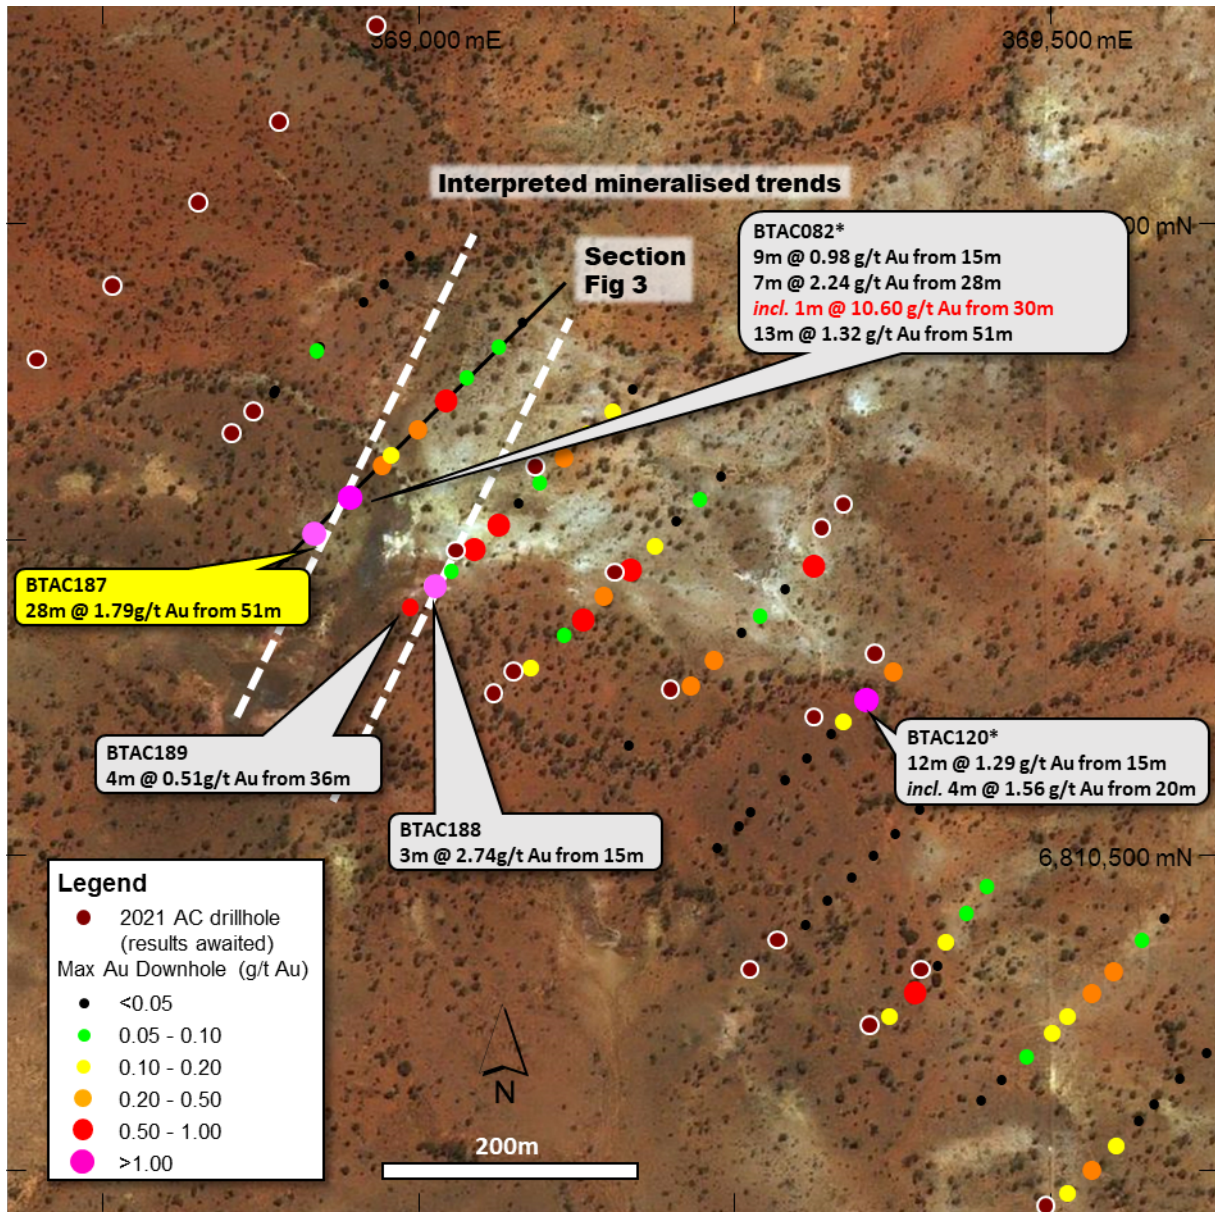 369,000 mE
369,500 mE
Interpreted mineralised trends
Section
Fig 3
BTAC082*
9m @ 0.98 g/t Au from 15m
7m @ 2.24 g/t Au from 28m
incl. 1m @ 10.60 g/t Au from 30m
13m @ 1.32 g/t Au from 51m
00 mN
BTAC187
28m @ 1.79g/t Au from 51m
BTAC189
4m @ 0.51g/t Au from 36m
BTAC188
3m @ 2.74g/t Au from 15m
BTAC120*
12m @ 1.29 g/t Au from 15m
incl. 4m @ 1.56 g/t Au from 20m
6,810,500 mN
Legend
2021 AC drillhole
(results awaited)
Max Au Downhole (g/t Au)
<0.05
0.05 - 0.10
0.10 - 0.20
0.20 - 0.50
0.50 - 1.00
>1.00
N
200m